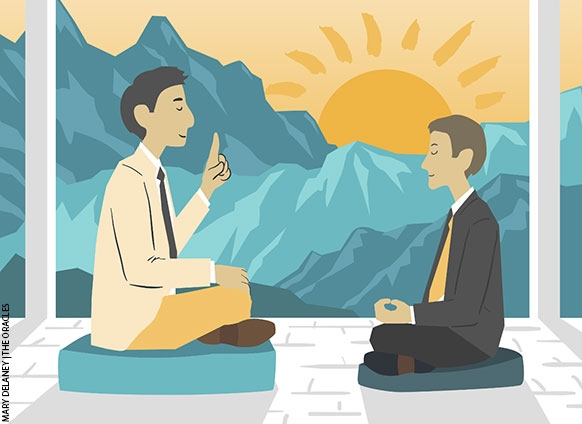 MARY DELANEY | THE ORACLES